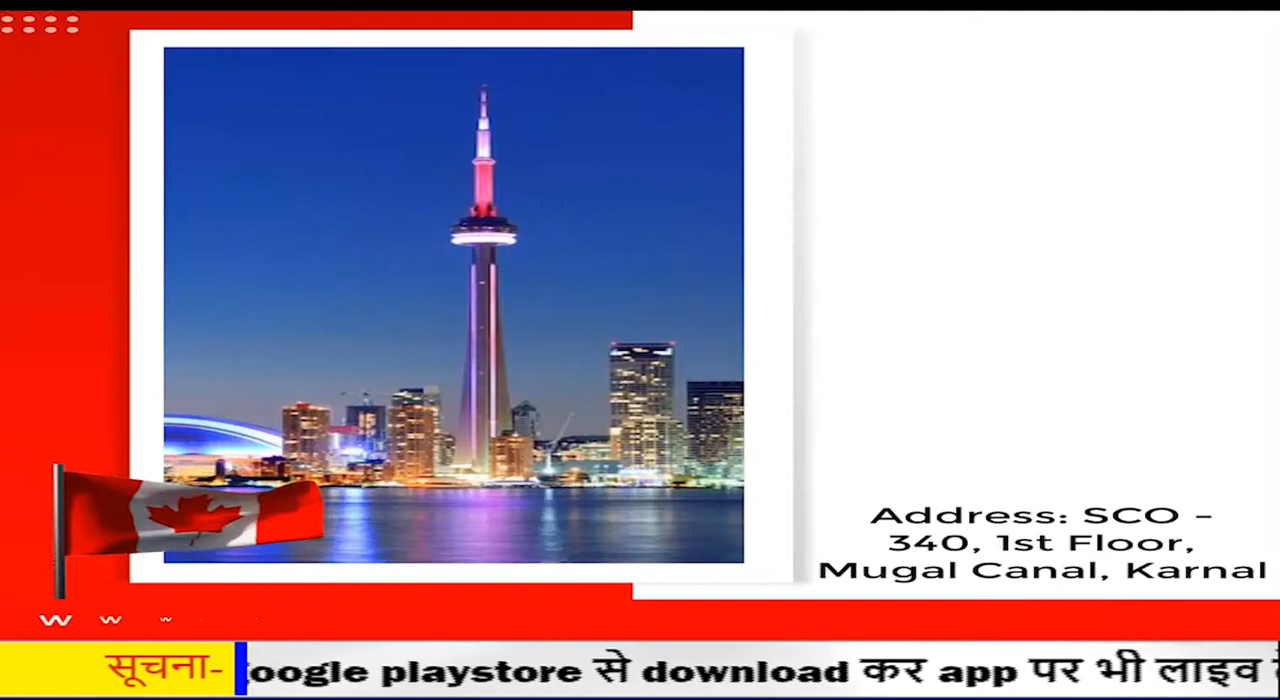 Address: SCO –
340, 1st Floor,
Mugal Canal, Karnal
w w w
सूचना-
oogle playstore से download कर app पर भी लाइव